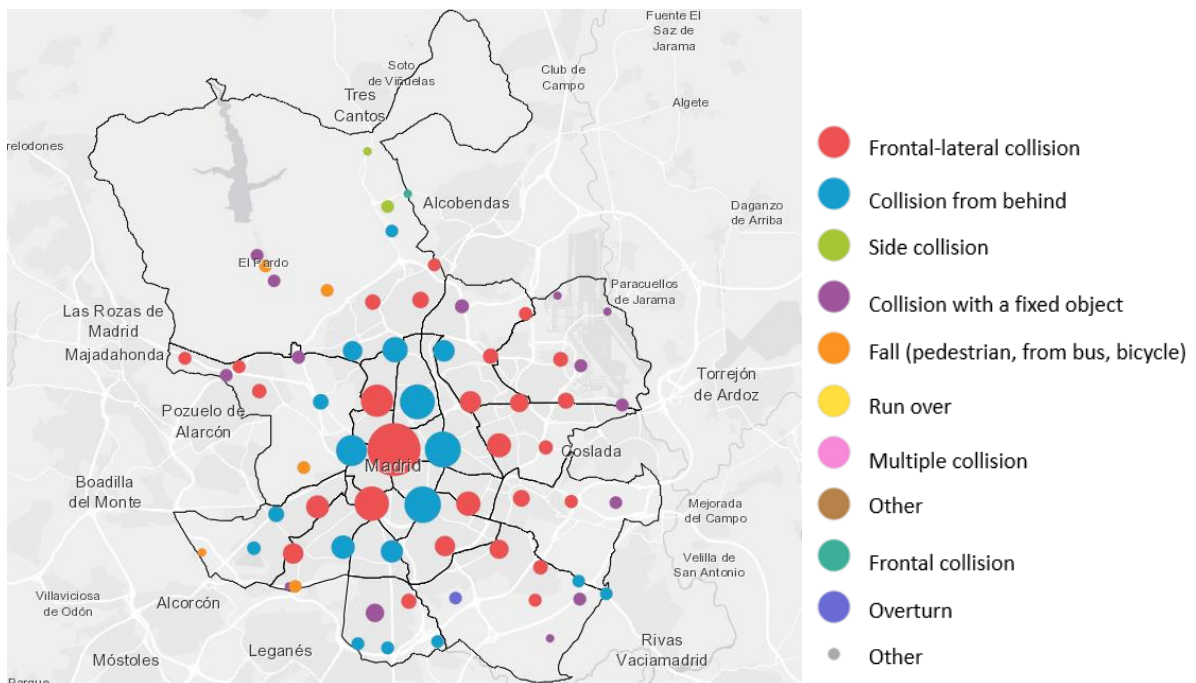 Fuente El
Saz de
Jarama
Soto
de Viñuelas
Club de
Campo
Tres
Cantos
Algete
relodones
Alcobendas
Daganzo
de Arriba
El Pardo
Paracuellos
de Jarama
Las Rozas de
Madrid
Majadahonda
Torrejón
de Ardoz
Pozuelo de
Alarcón
Coslada
Madrid
Boadilla
del Monte
Mejorada
del Campo
Velilla de
San Antonio
Villaviciosa
de Odón
Alcorcón
Leganés
Rivas
Vaciamadrid
Móstoles
Parque
Frontal-lateral collision
Collision from behind
Side collision
Collision with a fixed object
Fall (pedestrian, from bus, bicycle)
Run over
Multiple collision
Other
Frontal collision
Overturn
Other